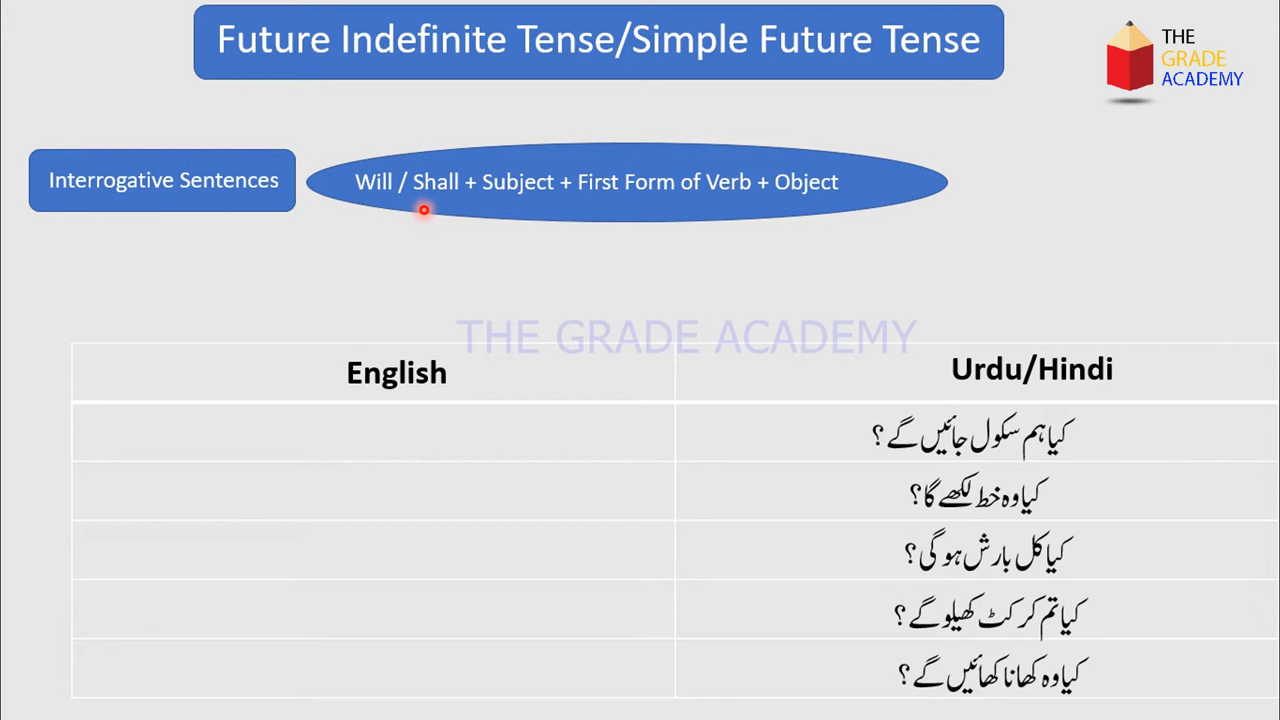 Future Indefinite Tense/Simple Future Tense
THE
GRADE
ACADEMY
Interrogative Sentences
Will / Shall + Subject + First Form of Verb + Object
THE GRADE ACADEMY
English
Urdu/Hindi
کیا ہم سکول جائیں گے ؟
کیا وہ خط لکھے گا ؟
کیا کل بارش ہو گی ؟
کیا تم کرکٹ کھیلو گے ؟
کیا وہ کھانا کھائیں گے ؟